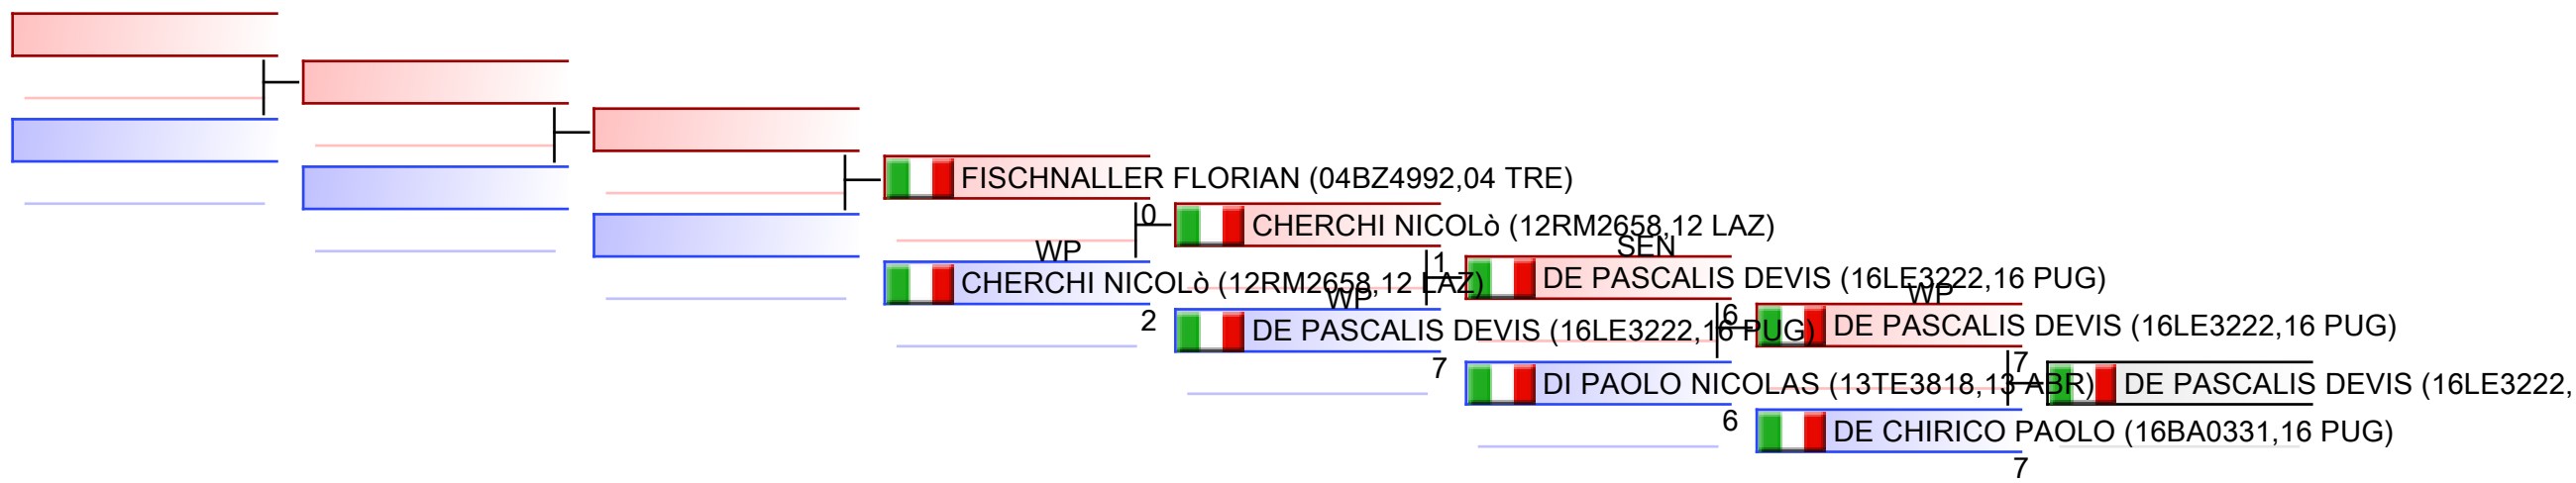 FISCHNALLER FLORIAN (04BZ4992,04 TRE)
0
WP
CHERCHI NICOLò (12RM2658,12 LAZ)
2
CHERCHI NICOLò (12RM2658,12 LAZ)
1
WP
DE PASCALIS DEVIS (16LE3222,16 PUG)
7
SEN
DE PASCALIS DEVIS (16LE3222,16 PUG)
6
DI PAOLO NICOLAS (13TE3818,13 ABR)
6
WP
DE PASCALIS DEVIS (16LE3222,16 PUG)
7
DE CHIRICO PAOLO (16BA0331,16 PUG)
7
DE PASCALIS DEVIS (16LE3222,